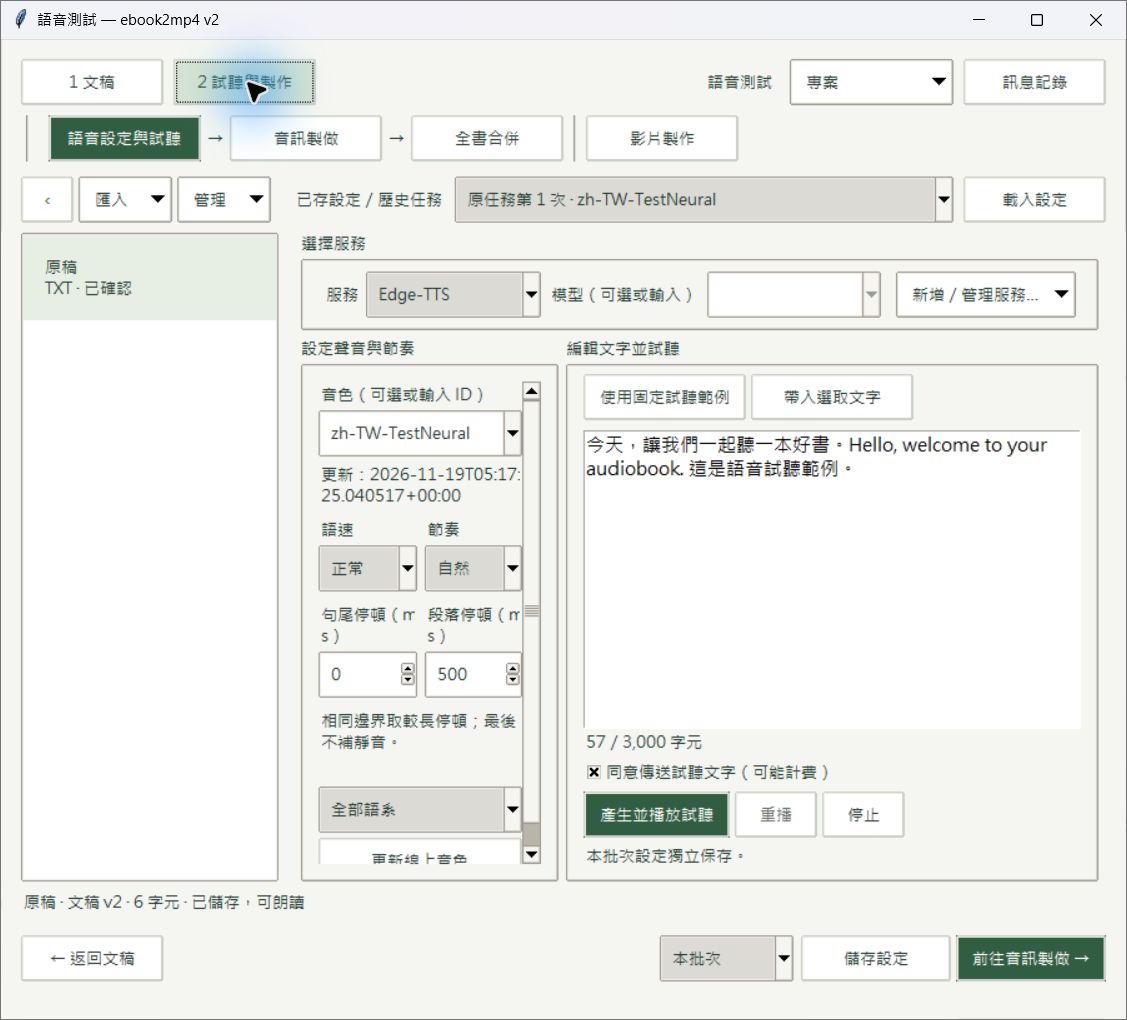 語音測試 — ebook2mp4 v2
1 文稿
2 試聽與製作
語音測試
專案
訊息記錄
語音設定與試聽
→
音訊製做
→
全書合併
影片製作
‹
匯入
管理
已存設定 / 歷史任務
原任務第 1 次 · zh-TW-TestNeural
載入設定
原稿
TXT · 已確認
選擇服務
服務
Edge-TTS
模型（可選或輸入）
新增 / 管理服務...
設定聲音與節奏
音色（可選或輸入 ID）
zh-TW-TestNeural
更新：2026-11-19T05:17:
25.040517+00:00
語速
節奏
正常
自然
句尾停頓（m
s）
段落停頓（m
s）
0
500
相同邊界取較長停頓；最後
不補靜音。
全部語系
更新線上音色
編輯文字並試聽
使用固定試聽範例
帶入選取文字
今天，讓我們一起聽一本好書。Hello, welcome to your
audiobook. 這是語音試聽範例。
57 / 3,000 字元
同意傳送試聽文字（可能計費）
產生並播放試聽
重播
停止
本批次設定獨立保存。
原稿 · 文稿 v2 · 6 字元 · 已儲存，可朗讀
← 返回文稿
本批次
儲存設定
前往音訊製做 →